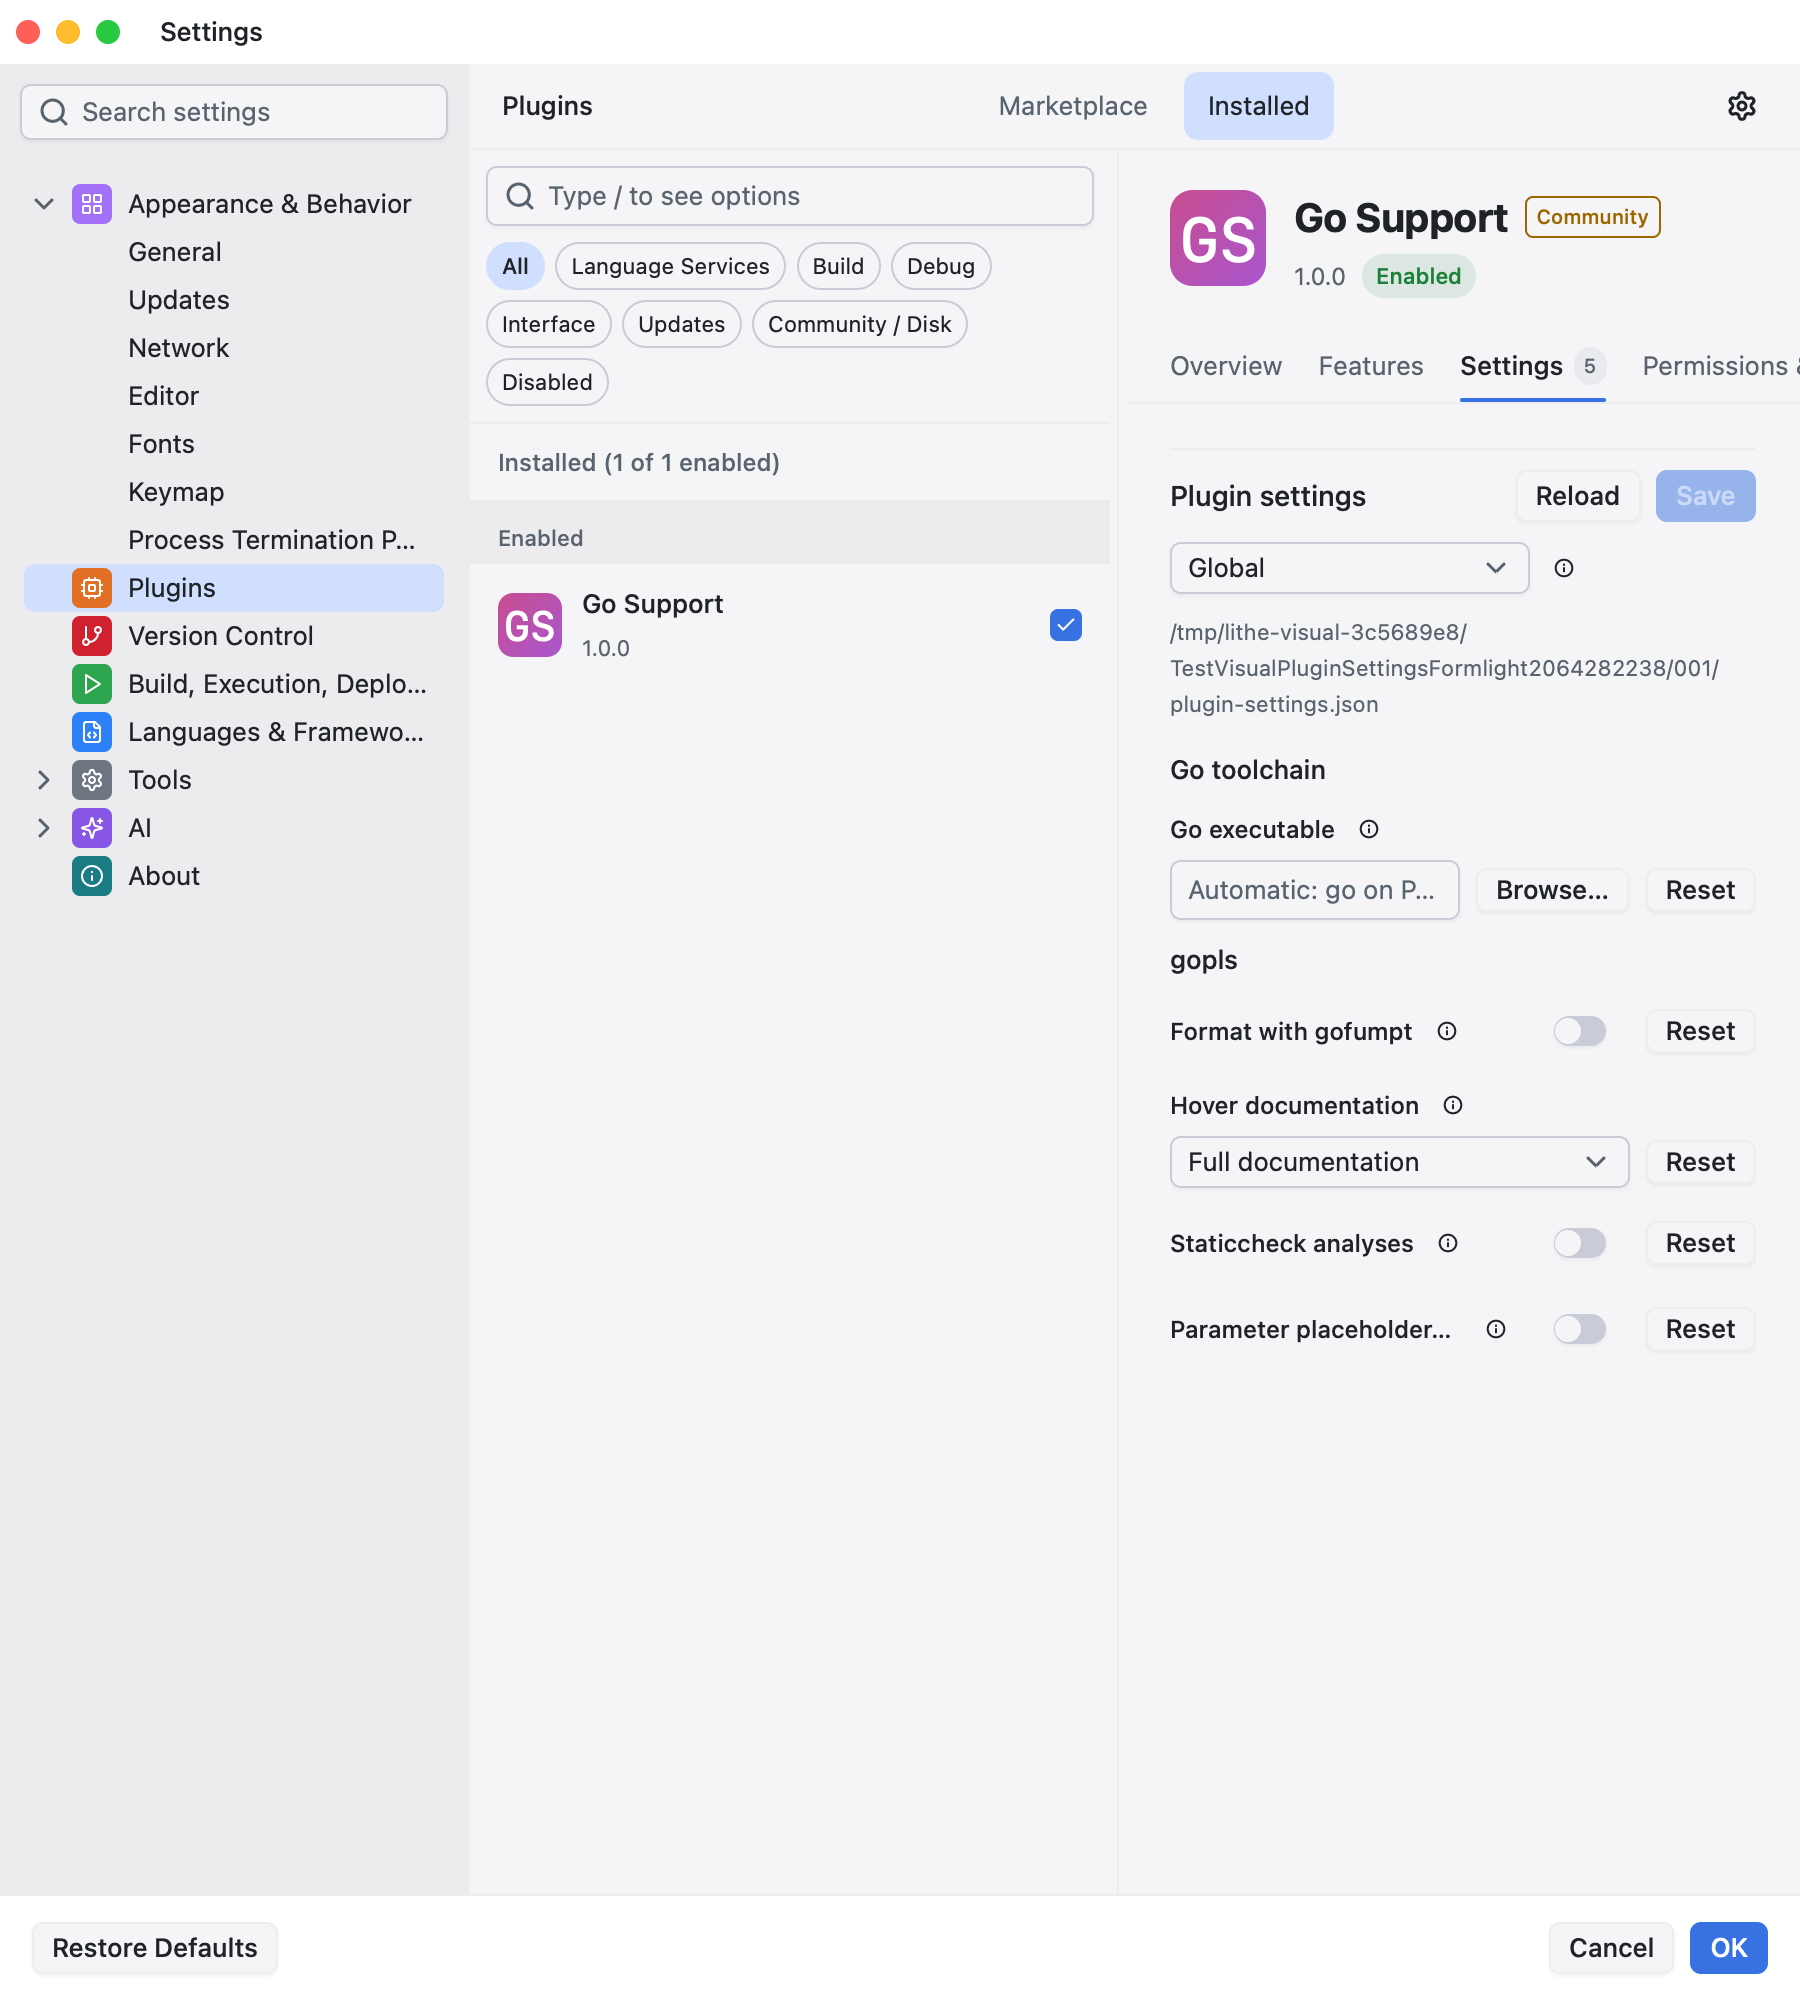 Settings
Search settings
Appearance & Behavior
General
Updates
Network
Editor
Fonts
Keymap
Process Termination P...
Plugins
Version Control
Build, Execution, Deplo...
Languages & Framewo...
Tools
AI
About
Plugins
Marketplace
Installed
Type / to see options
All
Language Services
Build
Debug
Interface
Updates
Community / Disk
Disabled
Installed (1 of 1 enabled)
Enabled
GS
Go Support
1.0.0
GS
Go Support
Community
1.0.0
Enabled
Overview
Features
Settings 5
Permissions &
Plugin settings
Reload
Save
Global
/tmp/lithe-visual-3c5689e8/
TestVisualPluginSettingsFormlight2064282238/001/
plugin-settings.json
Go toolchain
Go executable
Automatic: go on P...
Browse...
Reset
gopls
Format with gofumpt
Reset
Hover documentation
Full documentation
Reset
Staticcheck analyses
Reset
Parameter placeholder...
Reset
Restore Defaults
Cancel
OK